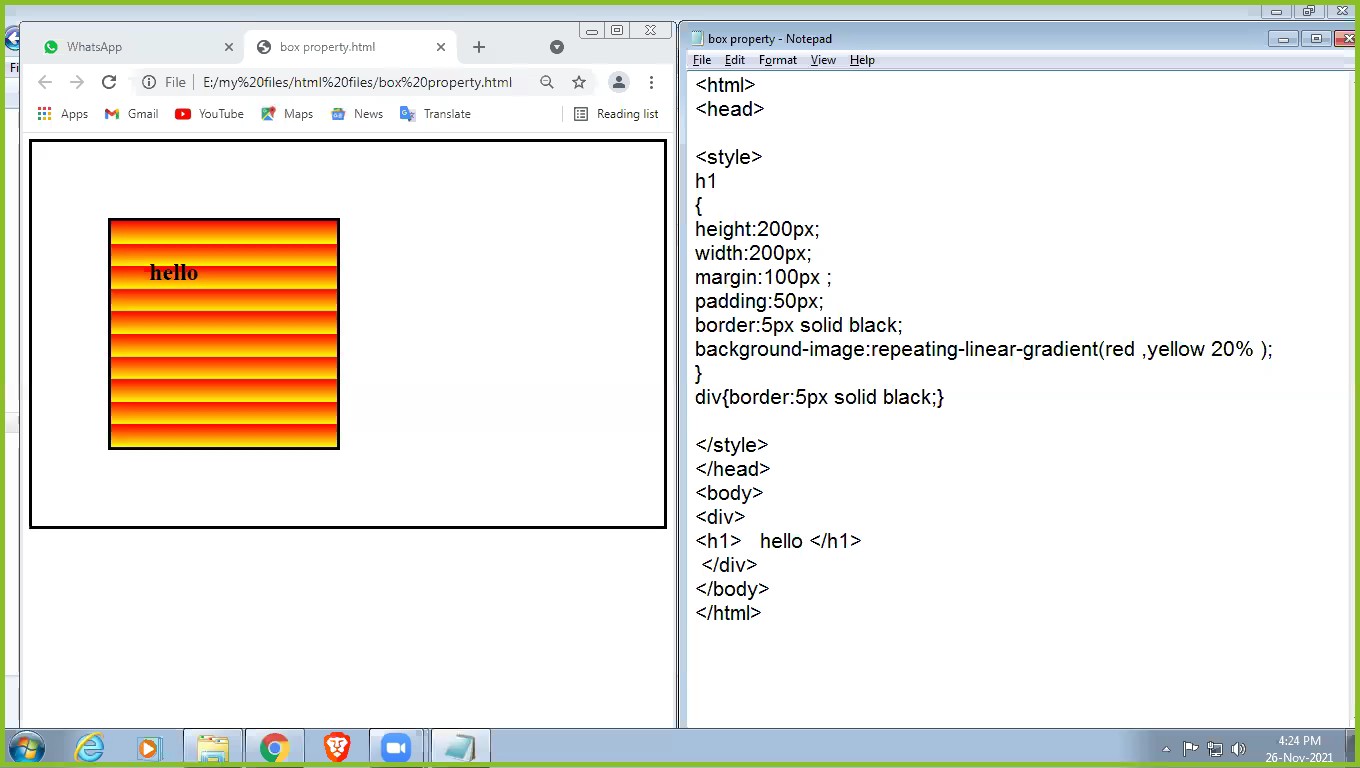 WhatsApp
box property.html
File
E:/my%20files/html%20files/box%20property.html
Apps
Gmail
YouTube
Maps
News
Translate
Reading list
hello
box property - Notepad
File Edit Format View Help
<html>
<head>
<style>
h1
{
height:200px;
width:200px;
margin:100px ;
padding:50px;
border:5px solid black;
background-image:repeating-linear-gradient(red ,yellow 20% );
}
div{border:5px solid black;}
</style>
</head>
<body>
<div>
<h1>   hello </h1>
</div>
</body>
</html>
4:24 PM
26-Nov-2021